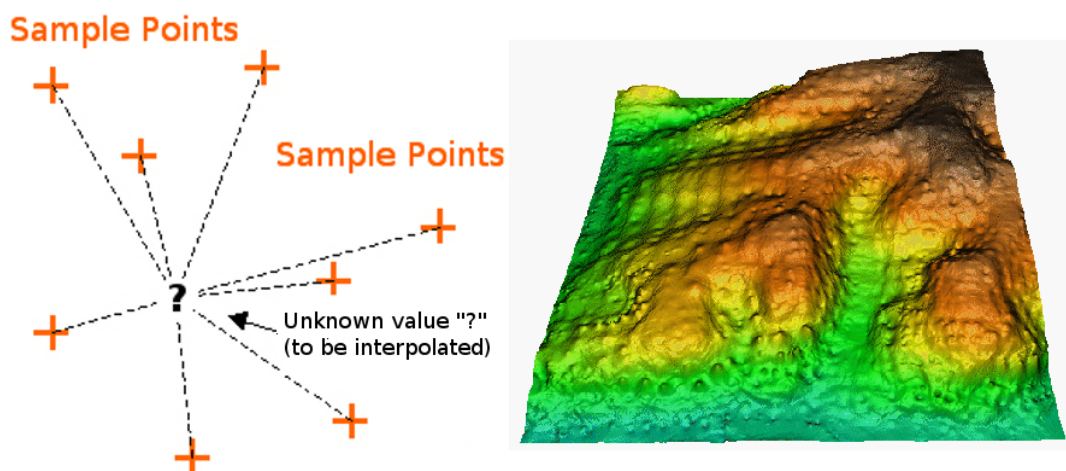 Sample Points
Sample Points
?
Unknown value "?"
(to be interpolated)